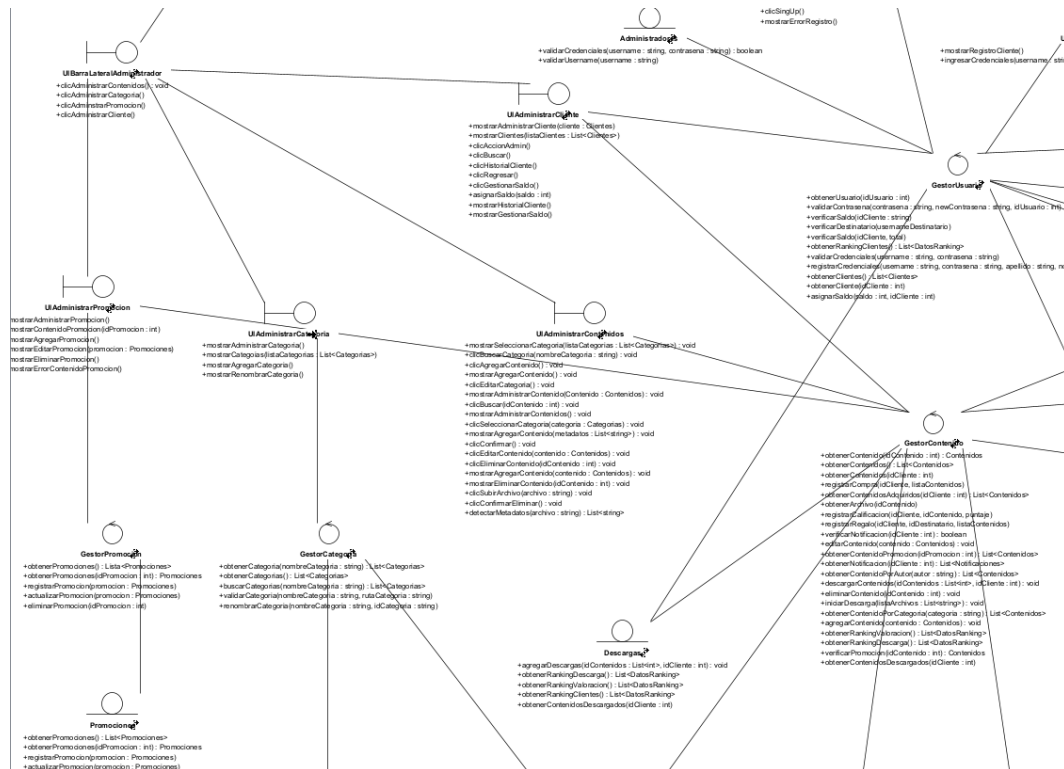 +clicSingUp()
+mostrarErrorRegistro()
Administradores
+validarCredenciales(username : string, contrasena : string) : boolean
+validarUsername(username : string)
+mostrarRegistroCliente()
+ingresarCredenciales(username : string
UIBarraLateralAdministrador
+clicAdministrarContenidos() : void
+clicAdministrarCategoria()
+clicAdminstrarPromocion()
+clicAdministrarCliente()
UIAdministrarCliente
+mostrarAdministrarCliente(cliente : Clientes)
+mostrarClientes(listaClientes : List<Clientes>)
+clicAccionAdmin()
+clicBuscar()
+clicHistorialCliente()
+clicRegresar()
+clicGestionarSaldo()
+asignarSaldo(saldo : int)
+mostrarHistorialCliente()
+mostrarGestionarSaldo()
GestorUsuario
+obtenerUsuario(idUsuario : int)
+validarContrasena(contrasena : string, newContrasena : string, idUsuario : int)
+verificarSaldo(idCliente : string)
+verificarDestinatario(usernameDestinatario)
+verificarSaldo(idCliente, total)
+obtenerRankingClientes() : List<DatosRanking>
+validarCredenciales(username : string, contrasena : string)
+registrarCredenciales(username : string, contrasena : string, apellido : string, ne
+obtenerClientes() : List<Clientes>
+obtenerCliente(idCliente : int)
+asignarSaldo(saldo : int, idCliente : int)
UIAdministrarPromocion
mostrarAdministrarPromocion()
mostrarContenidoPromocion(idPromocion : int)
mostrarAgregarPromocion()
mostrarEditarPromocion(promocion : Promociones)
mostrarEliminarPromocion()
mostrarErrorContenidoPromocion()
UIAdministrarCategoria
+mostrarAdministrarCategoria()
+mostrarCategoias(listaCategorias : List<Categorias>)
+mostrarAgregarCategoria()
+mostrarRenombrarCategoria()
UIAdministrarContenidos
+mostrarSeleccionarCategoria(listaCategorias : List<Categorias>) : void
+clicBuscarCategoria(nombreCategoria : string) : void
+clicAgregarContenido() : void
+mostrarAgregarContenido() : void
+clicEditarCategoria() : void
+mostrarAdministrarContenido(Contenido : Contenidos) : void
+clicBuscar(idContenido : int) : void
+mostrarAdministrarContenidos() : void
+clicSeleccionarCategoria(categoria : Categorias) : void
+mostrarAgregarContenido(metadatos : List<string>) : void
+clicConfirmar() : void
+clicEditarContenido(contenido : Contenidos) : void
+clicEliminarContenido(idContenido : int) : void
+mostrarAgregarContenido(contenido : Contenidos) : void
+mostrarEliminarContenido(idContenido : int) : void
+clicSubirArchivo(archivo : string) : void
+clicConfirmarEliminar() : void
+detectarMetadatos(archivo : string) : List<string>
GestorContenido
+obtenerContenido(idContenido : int) : Contenidos
+obtenerContenidos() : List<Contenidos>
+obtenerContenidos(idCliente : int)
+registrarCompra(idCliente, listaContenidos)
+obtenerContenidosAdquiridos(idCliente : int) : List<Contenidos>
+obtenerArchivo(idContenido)
+registrarCalificacion(idCliente, idContenido, puntaje)
+registrarRegalo(idCliente, idDestinatario, listaContenidos)
+verificarNotificacion(idCliente : int) : boolean
+editarContenido(contenido : Contenidos) : void
+obtenerContenidoPromocion(idPromocion : int) : List<Contenidos>
+obtenerNotificacion(idCliente : int) : List<Notificaciones>
+obtenerContenidoPorAutor(autor : string) : List<Contenidos>
+descargarContenidos(idContenidos : List<int>, idCliente : int) : void
+eliminarContenido(idContenido : int) : void
+iniciarDescarga(listaArchivos : List<string>) : void
+obtenerContenidoPorCategoria(categoria : string) : List<Contenidos>
+agregarContenido(contenido : Contenidos) : void
+obtenerRankingValoracion() : List<DatosRanking>
+obtenerRankingDescarga() : List<DatosRanking>
+verificarPromocion(idContenido : int) : Contenidos
+obtenerContenidosDescargados(idCliente : int)
GestorPromocion
+obtenerPromociones() : Lista<Promociones>
+obtenerPromociones(idPromocion : int) : Promociones
+registrarPromocion(promocion : Promociones)
+actualizarPromocion(promocion : Promociones)
+eliminarPromocion(idPromocion : int)
GestorCategoria
+obtenerCategoria(nombreCategoria : string) : List<Categorias>
+obtenerCategorias() : List<Categorias>
+buscarCategorias(nombreCategoria : string) : List<Categorias>
+validarCategoria(nombreCategoria : string, rutaCategoria : string)
+renombrarCategoria(nombreCategoria : string, idCategoria : string)
Descargas
+agregarDescargas(idContenidos : List<int>, idCliente : int) : void
+obtenerRankingDescarga() : List<DatosRanking>
+obtenerRankingValoracion() : List<DatosRanking>
+obtenerRankingClientes() : List<DatosRanking>
+obtenerContenidosDescargados(idCliente : int)
Promociones
+obtenerPromociones() : List<Promociones>
+obtenerPromociones(idPromocion : int) : Promociones
+registrarPromocion(promocion : Promociones)
+actualizarPromocion(promocion : Promociones)